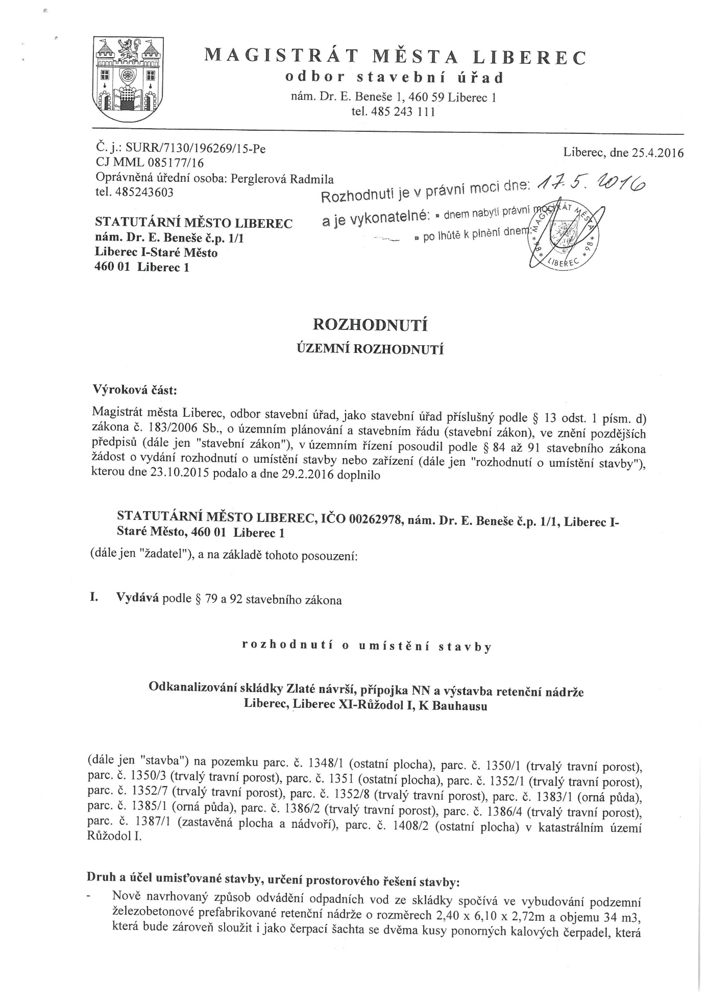 MAGISTRÁT MĚSTA LIBEREC
odbor stavební úřad
nám. Dr. E. Beneše 1, 460 59 Liberec 1
tel. 485 243 111
Č. j.: SURR/7130/196269/15-Pe
Liberec, dne 25.4.2016
CJ MML 085177/16
Oprávněná úřední osoba: Perglerová Radmila
tel. 485243603
Rozhodnutí je v právní moci dne: 17.5.2016
a je vykonatelné: ▪ dnem nabytí právní moci
▪ po lhůtě k plnění dnem:
* MAGISTRÁT MĚSTA * 98 * LIBEREC * 98
STATUTÁRNÍ MĚSTO LIBEREC
nám. Dr. E. Beneše č.p. 1/1
Liberec I-Staré Město
460 01 Liberec 1
ROZHODNUTÍ
ÚZEMNÍ ROZHODNUTÍ
Výroková část:
Magistrát města Liberec, odbor stavební úřad, jako stavební úřad příslušný podle § 13 odst. 1 písm. d)
zákona č. 183/2006 Sb., o územním plánování a stavebním řádu (stavební zákon), ve znění pozdějších
předpisů (dále jen "stavební zákon"), v územním řízení posoudil podle § 84 až 91 stavebního zákona
žádost o vydání rozhodnutí o umístění stavby nebo zařízení (dále jen "rozhodnutí o umístění stavby"),
kterou dne 23.10.2015 podalo a dne 29.2.2016 doplnilo
STATUTÁRNÍ MĚSTO LIBEREC, IČO 00262978, nám. Dr. E. Beneše č.p. 1/1, Liberec I-
Staré Město, 460 01 Liberec 1
(dále jen "žadatel"), a na základě tohoto posouzení:
I. Vydává podle § 79 a 92 stavebního zákona
rozhodnutí o umístění stavby
Odkanalizování skládky Zlaté návrší, přípojka NN a výstavba retenční nádrže
Liberec, Liberec XI-Růžodol I, K Bauhausu
(dále jen "stavba") na pozemku parc. č. 1348/1 (ostatní plocha), parc. č. 1350/1 (trvalý travní porost),
parc. č. 1350/3 (trvalý travní porost), parc. č. 1351 (ostatní plocha), parc. č. 1352/1 (trvalý travní porost),
parc. č. 1352/7 (trvalý travní porost), parc. č. 1352/8 (trvalý travní porost), parc. č. 1383/1 (orná půda),
parc. č. 1385/1 (orná půda), parc. č. 1386/2 (trvalý travní porost), parc. č. 1386/4 (trvalý travní porost),
parc. č. 1387/1 (zastavěná plocha a nádvoří), parc. č. 1408/2 (ostatní plocha) v katastrálním území
Růžodol I.
Druh a účel umisťované stavby, určení prostorového řešení stavby:
- Nově navrhovaný způsob odvádění odpadních vod ze skládky spočívá ve vybudování podzemní
železobetonové prefabrikované retenční nádrže o rozměrech 2,40 x 6,10 x 2,72m a objemu 34 m3,
která bude zároveň sloužit i jako čerpací šachta se dvěma kusy ponorných kalových čerpadel, která